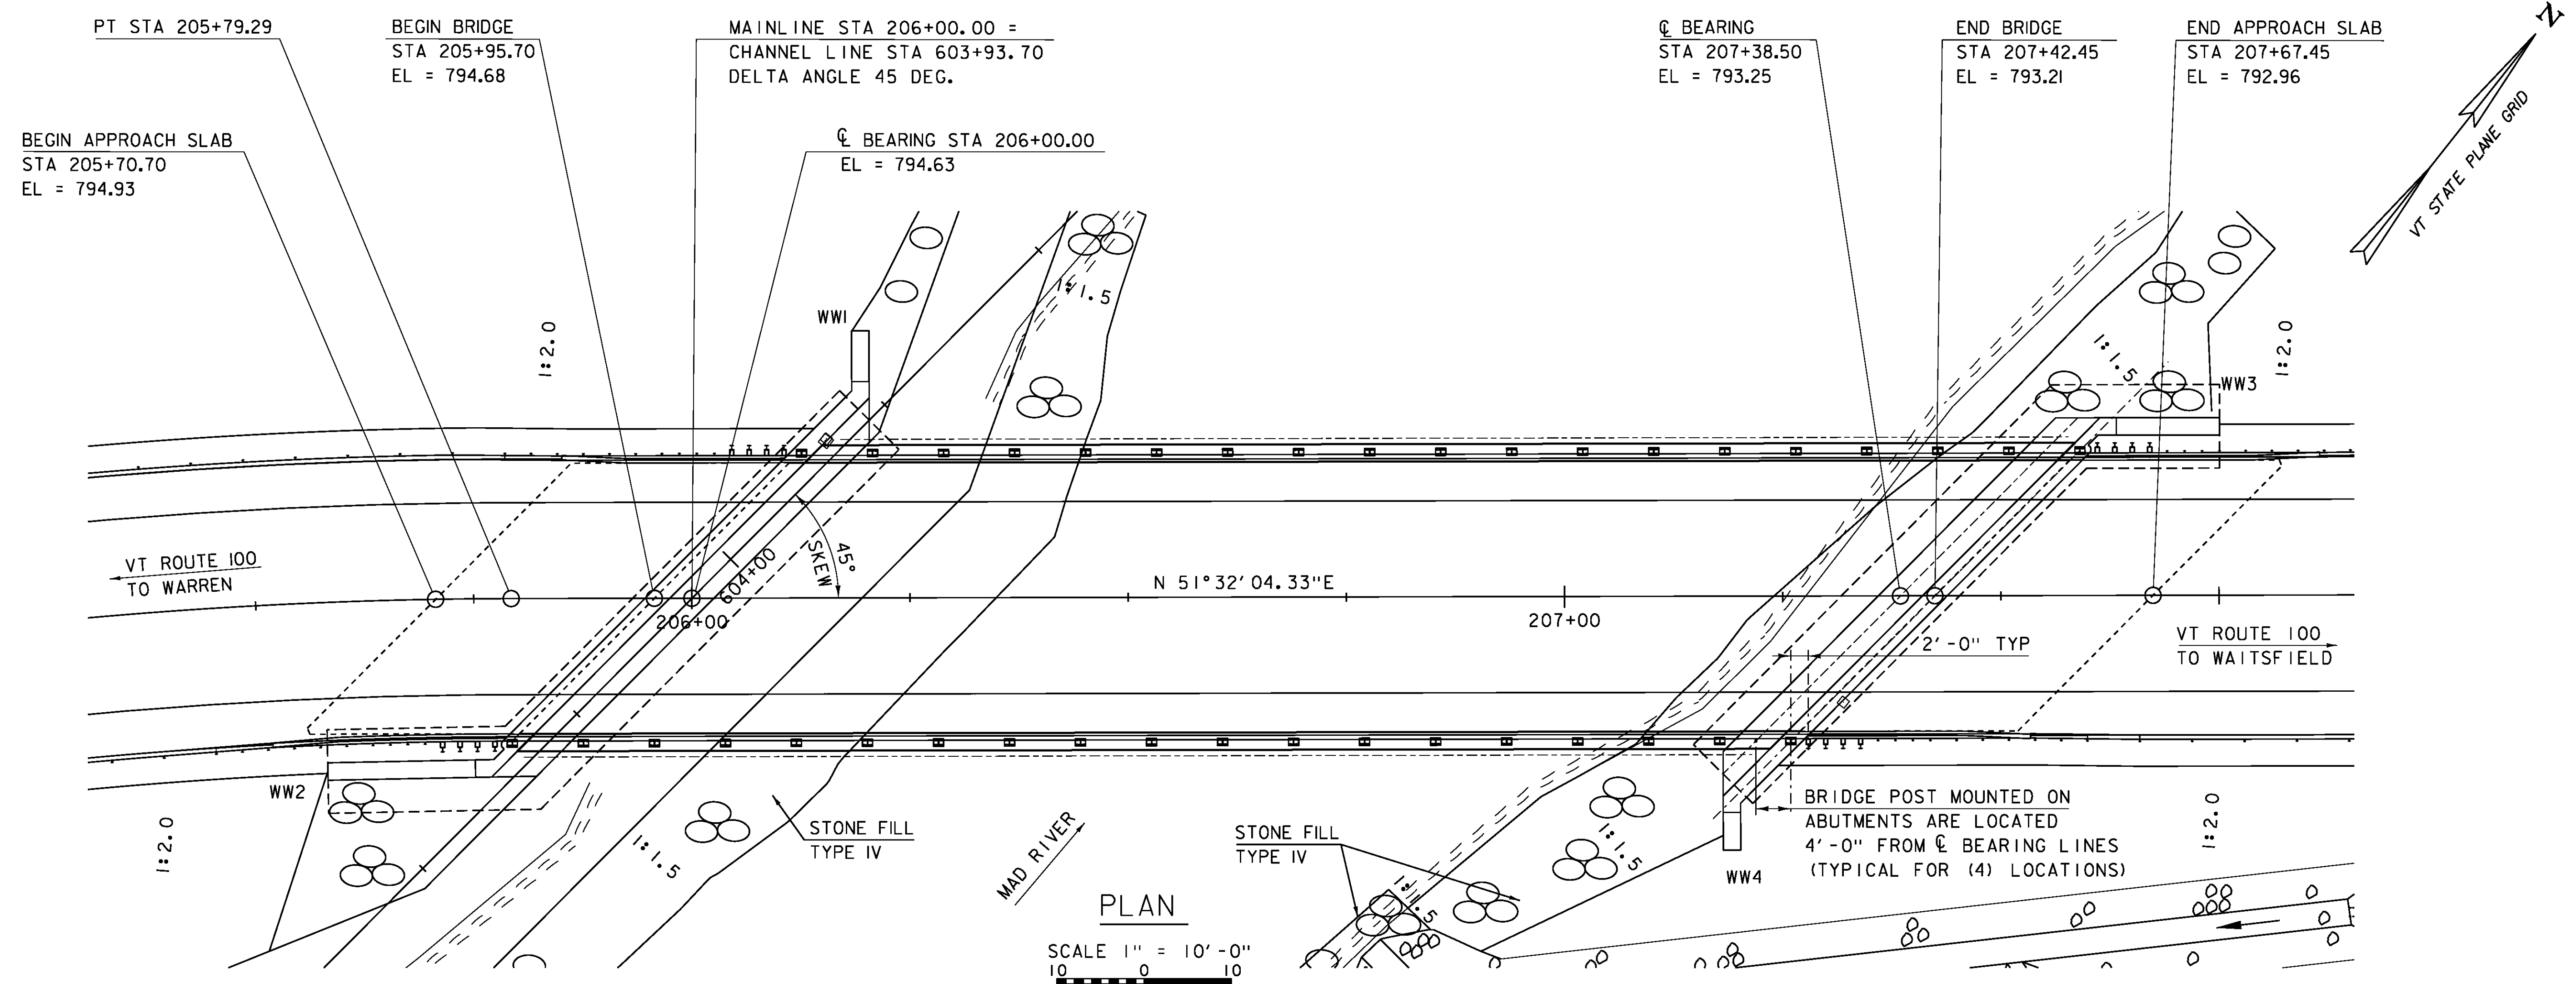 PT STA 205+79.29
BEGIN BRIDGE
STA 205+95.70
EL = 794.68
MAINLINE STA 206+00.00 =
CHANNEL LINE STA 603+93.70
DELTA ANGLE 45 DEG.
℄ BEARING
STA 207+38.50
EL = 793.25
END BRIDGE
STA 207+42.45
EL = 793.21
END APPROACH SLAB
STA 207+67.45
EL = 792.96
N
VT STATE PLANE GRID
BEGIN APPROACH SLAB
STA 205+70.70
EL = 794.93
℄ BEARING STA 206+00.00
EL = 794.63
1:1.5
WW1
1:2.0
1:1.5
1:2.0
WW3
VT ROUTE 100
TO WARREN
45°
SKEW
604+00
206+00
N 51°32'04.33"E
207+00
2'-0" TYP
VT ROUTE 100
TO WAITSFIELD
WW2
1:2.0
1:1.5
STONE FILL
TYPE IV
MAD RIVER
STONE FILL
TYPE IV
1:1.5
1:1.5
WW4
BRIDGE POST MOUNTED ON
ABUTMENTS ARE LOCATED
4'-0" FROM ℄ BEARING LINES
(TYPICAL FOR (4) LOCATIONS)
1:2.0
PLAN
SCALE 1" = 10'-0"
10 0 10